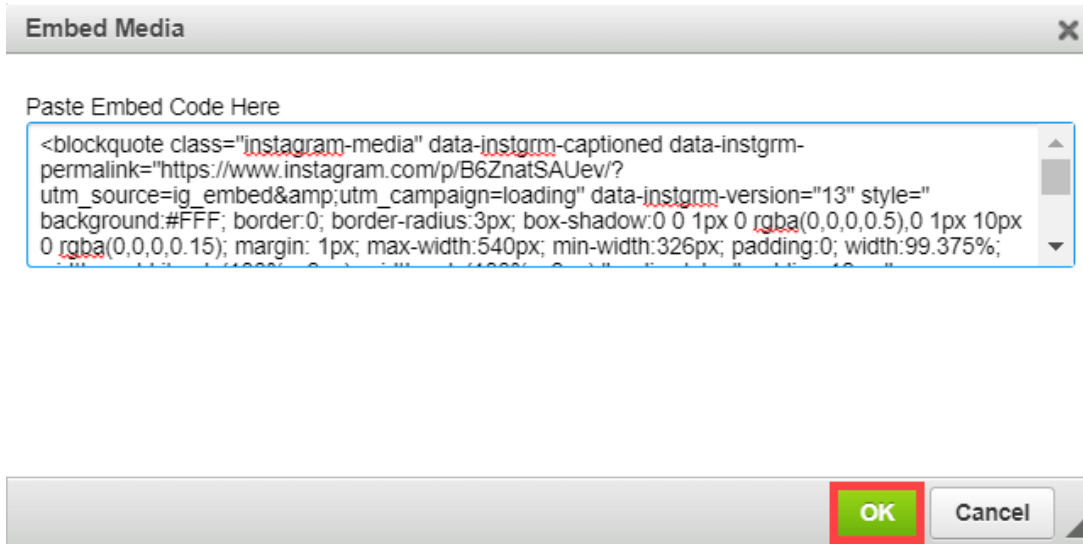 Embed Media
Paste Embed Code Here
<blockquote class="instagram-media" data-instgrm-captioned data-instgrm-
permalink="https://www.instagram.com/p/B6ZnatSAUev/?
utm_source=ig_embed&amp;utm_campaign=loading" data-instgrm-version="13" style="
background:#FFF; border:0; border-radius:3px; box-shadow:0 0 1px 0 rgba(0,0,0,0.5),0 1px 10px
0 rgba(0,0,0,0.15); margin: 1px; max-width:540px; min-width:326px; padding:0; width:99.375%;
OK
Cancel